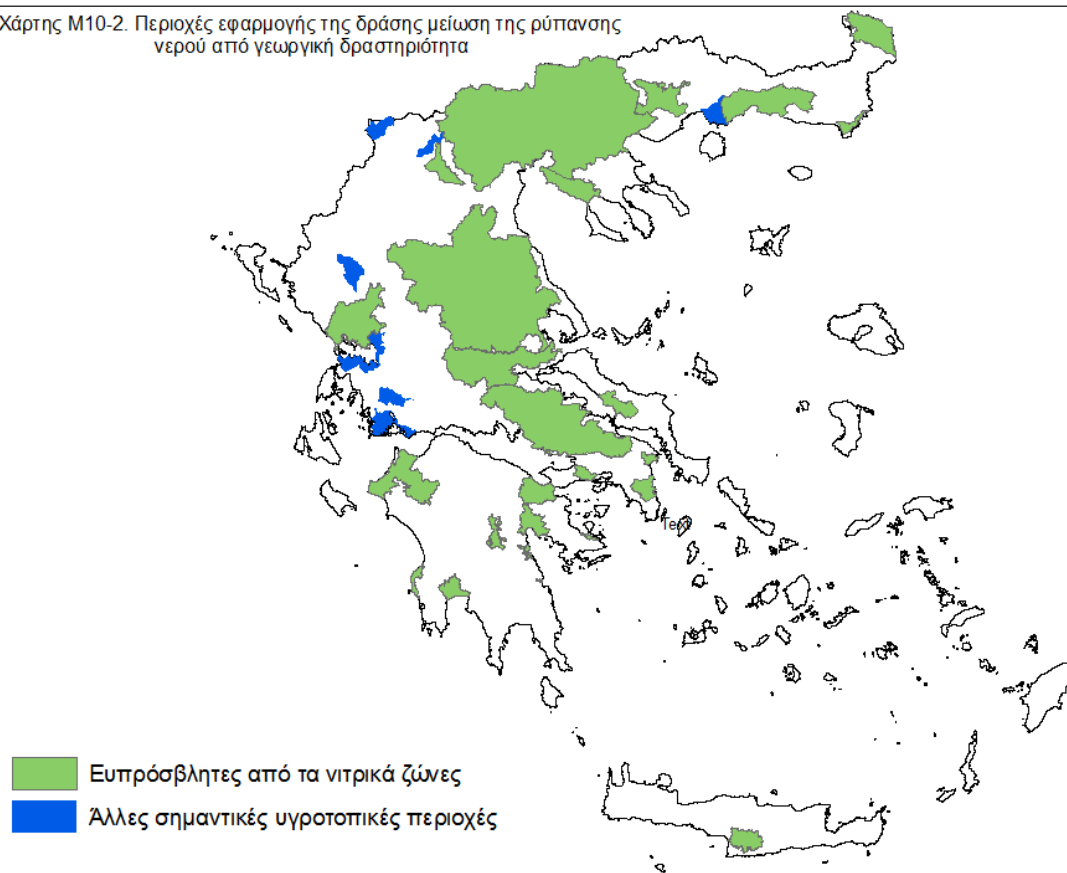 Χάρτης Μ10-2. Περιοχές εφαρμογής της δράσης μείωση της ρύπανσης
νερού από γεωργική δραστηριότητα
Text
Ευπρόσβλητες από τα νιτρικά ζώνες
Άλλες σημαντικές υγροτοπικές περιοχές